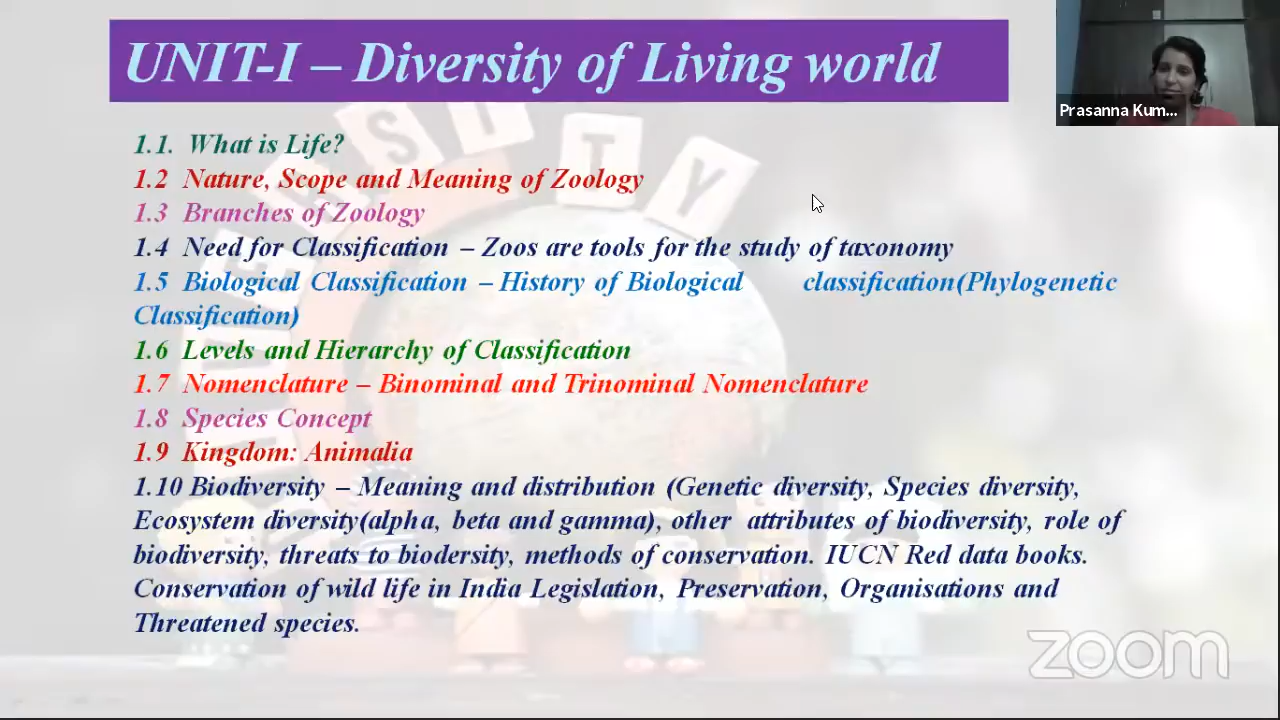 UNIT-I – Diversity of Living world
Prasanna Kum...
1.1. What is Life?
1.2 Nature, Scope and Meaning of Zoology
1.3 Branches of Zoology
1.4 Need for Classification – Zoos are tools for the study of taxonomy
1.5 Biological Classification – History of Biological classification(Phylogenetic
Classification)
1.6 Levels and Hierarchy of Classification
1.7 Nomenclature – Binominal and Trinominal Nomenclature
1.8 Species Concept
1.9 Kingdom: Animalia
1.10 Biodiversity – Meaning and distribution (Genetic diversity, Species diversity,
Ecosystem diversity(alpha, beta and gamma), other attributes of biodiversity, role of
biodiversity, threats to biodersity, methods of conservation. IUCN Red data books.
Conservation of wild life in India Legislation, Preservation, Organisations and
Threatened species.
zoom